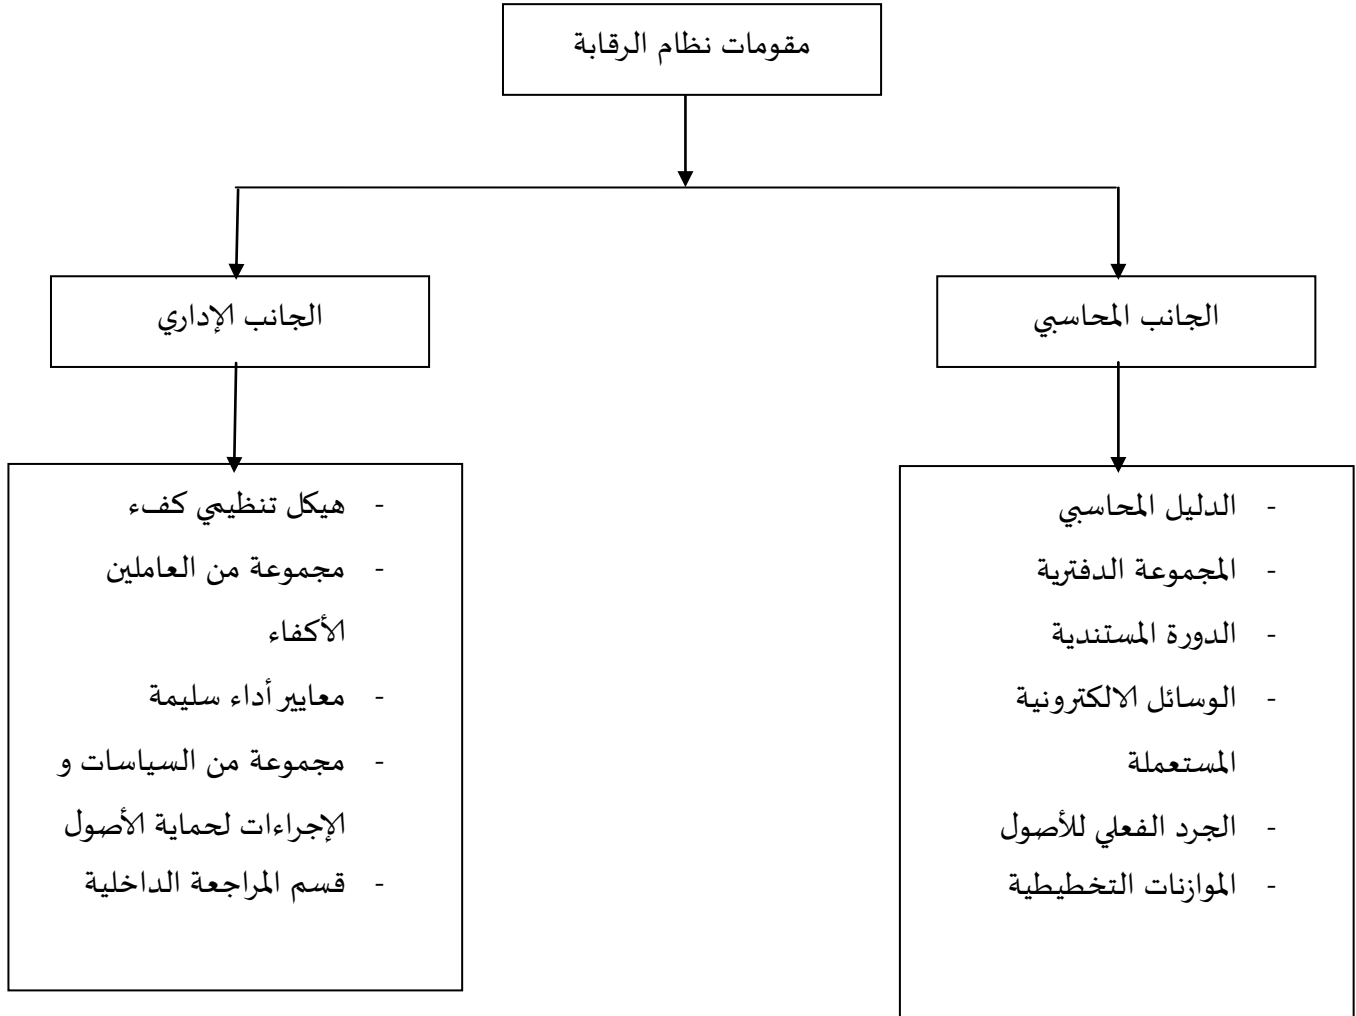 مقومات نظام الرقابة
الجانب المحاسبي
الجانب الإداري
- الدليل المحاسبي
- المجموعة الدفترية
- الدورة المستندية
- الوسائل الالكترونية
المستعملة
- الجرد الفعلي للأصول
- الموازنات التخطيطية
- هيكل تنظيمي كفء
- مجموعة من العاملين
الأكفاء
- معايير أداء سليمة
- مجموعة من السياسات و
الإجراءات لحماية الأصول
- قسم المراجعة الداخلية